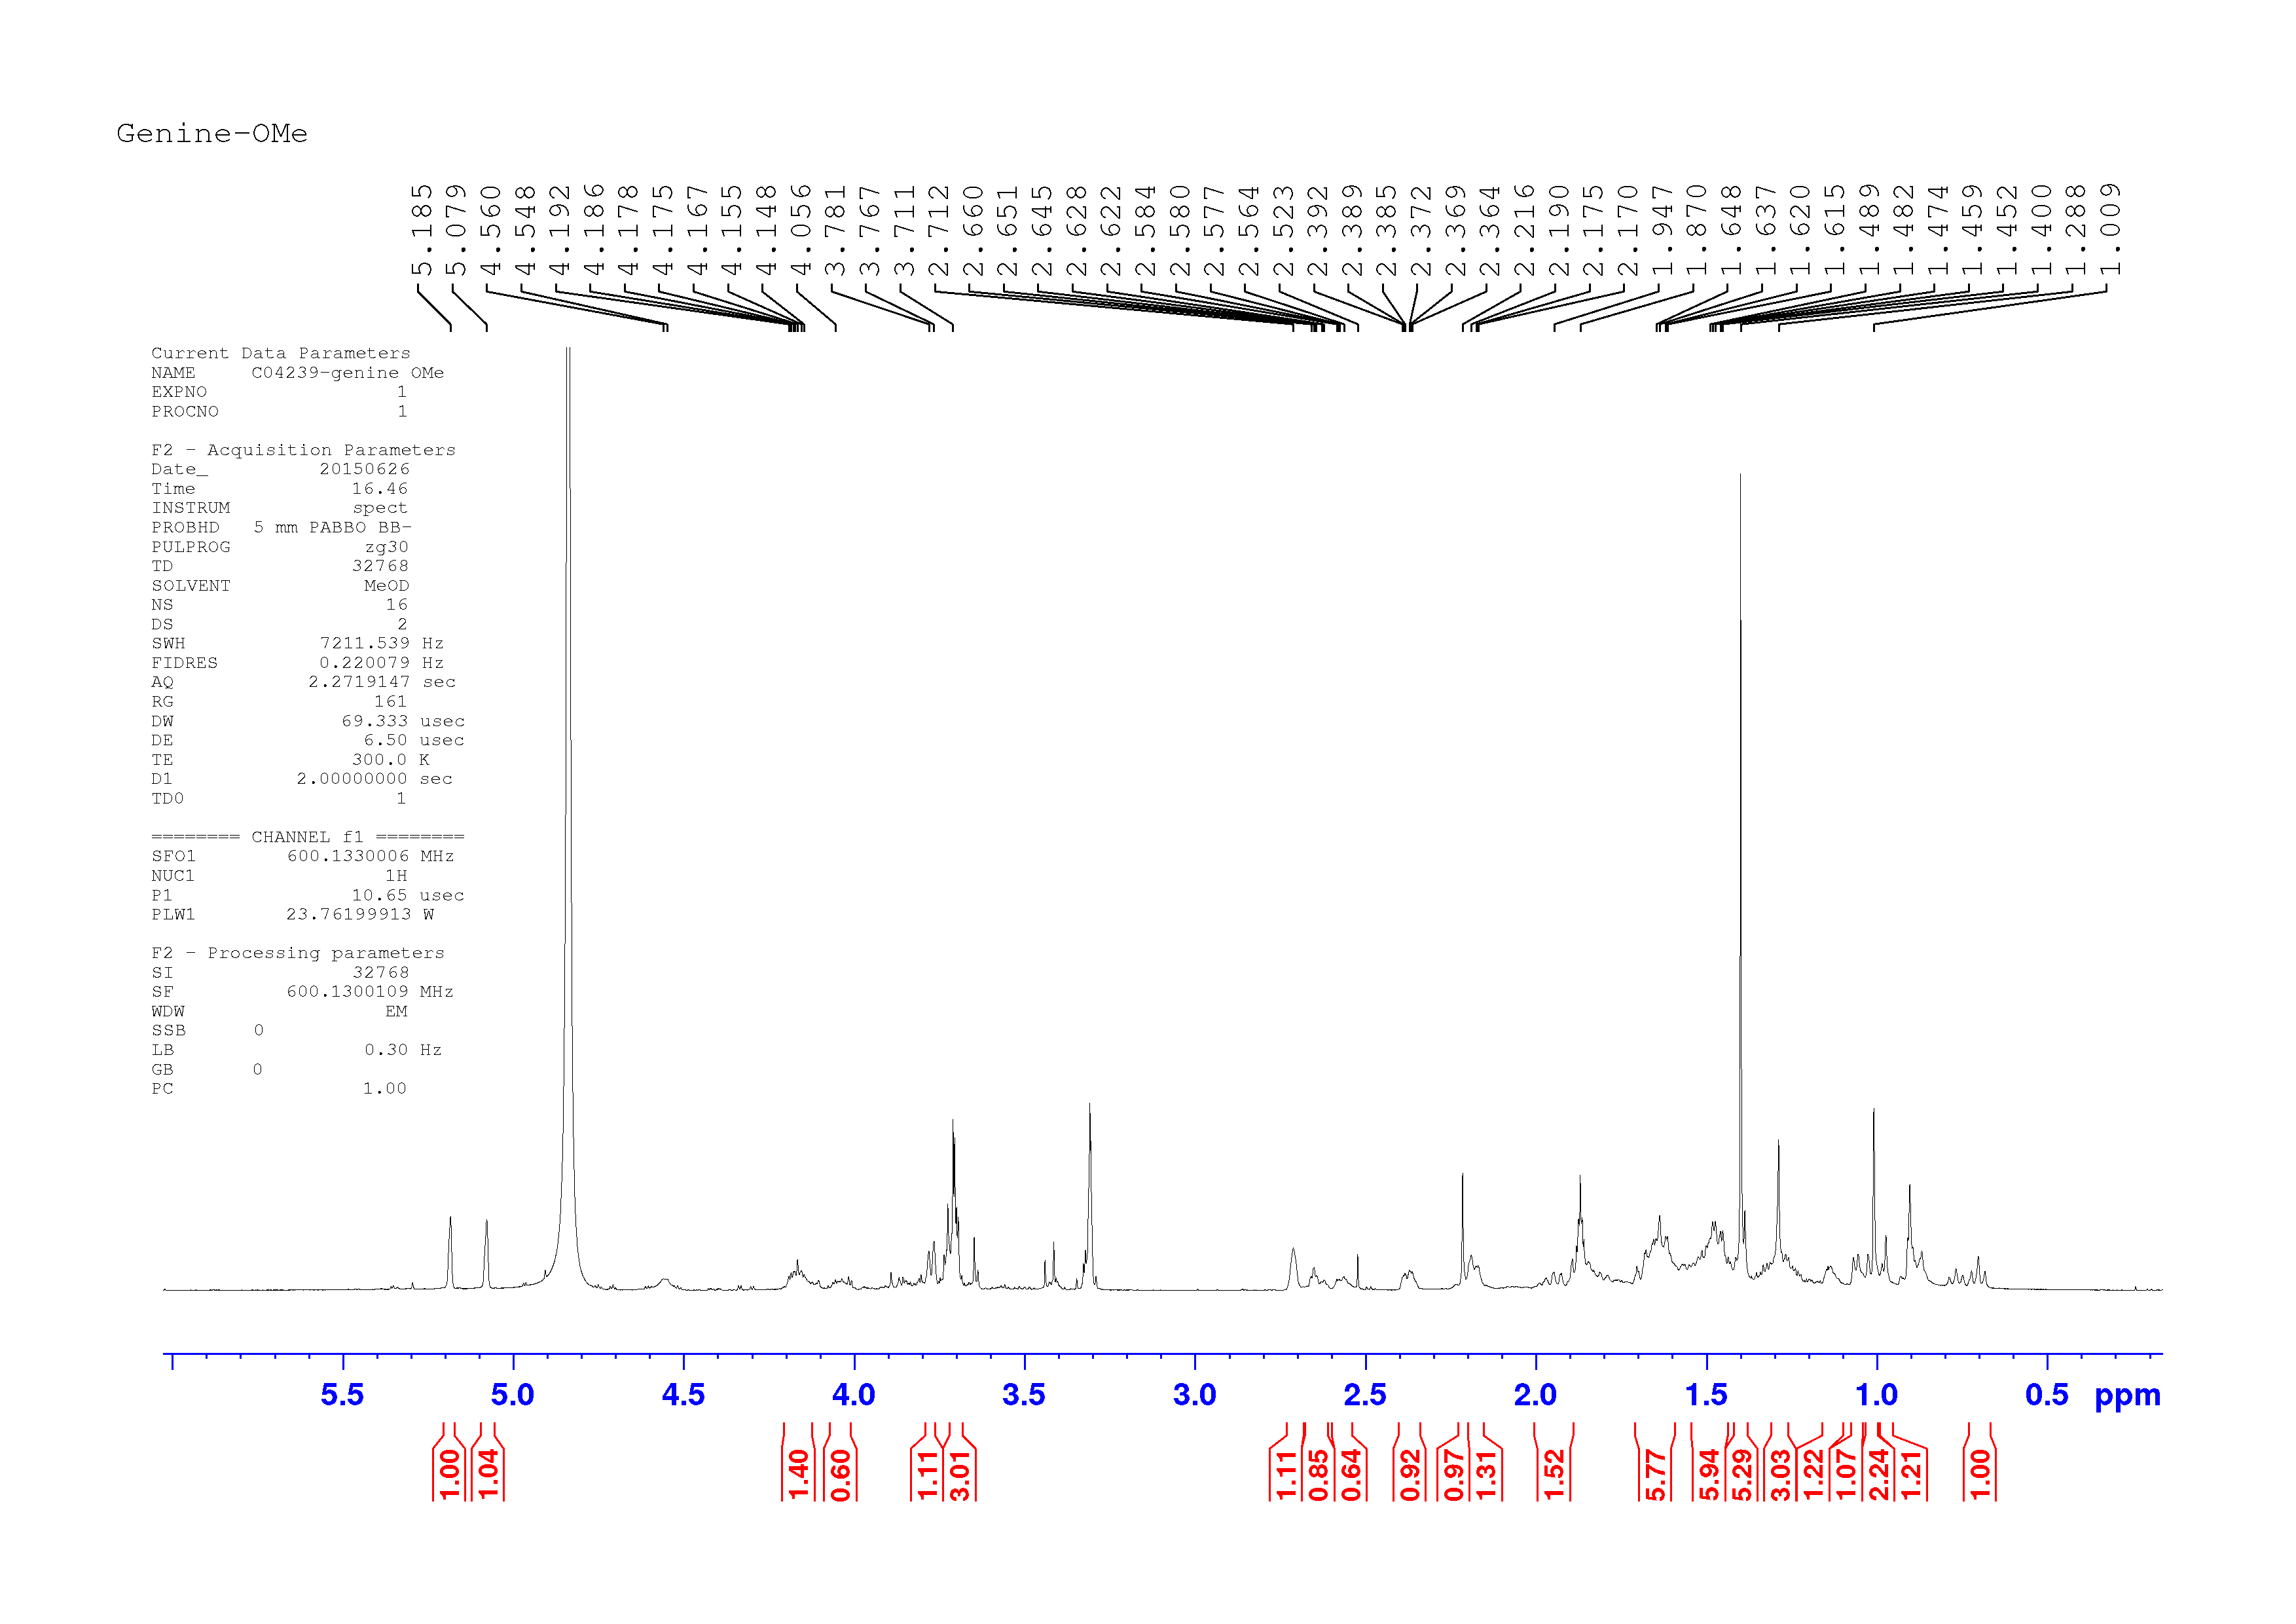 Genine-OMe
5.185
5.079
4.560
4.548
4.192
4.186
4.178
4.175
4.167
4.155
4.148
4.056
3.781
3.767
3.711
2.712
2.660
2.651
2.645
2.628
2.622
2.584
2.580
2.577
2.564
2.523
2.392
2.389
2.385
2.372
2.369
2.364
2.216
2.190
2.175
2.170
1.947
1.870
1.648
1.637
1.620
1.615
1.489
1.482
1.474
1.459
1.452
1.400
1.288
1.009
Current Data Parameters
NAME C04239-genine OMe
EXPNO 1
PROCNO 1
F2 - Acquisition Parameters
Date_ 20150626
Time 16.46
INSTRUM spect
PROBHD 5 mm PABBO BB-
PULPROG zg30
TD 32768
SOLVENT MeOD
NS 16
DS 2
SWH 7211.539 Hz
FIDRES 0.220079 Hz
AQ 2.2719147 sec
RG 161
DW 69.333 usec
DE 6.50 usec
TE 300.0 K
D1 2.00000000 sec
TD0 1
======== CHANNEL f1 ========
SFO1 600.1330006 MHz
NUC1 1H
P1 10.65 usec
PLW1 23.76199913 W
F2 - Processing parameters
SI 32768
SF 600.1300109 MHz
WDW EM
SSB 0
LB 0.30 Hz
GB 0
PC 1.00
5.5 5.0 4.5 4.0 3.5 3.0 2.5 2.0 1.5 1.0 0.5 ppm
1.00
1.04
1.40
0.60
1.11
3.01
1.11
0.85
0.64
0.92
0.97
1.31
1.52
5.77
5.94
5.29
3.03
1.22
1.07
2.24
1.21
1.00